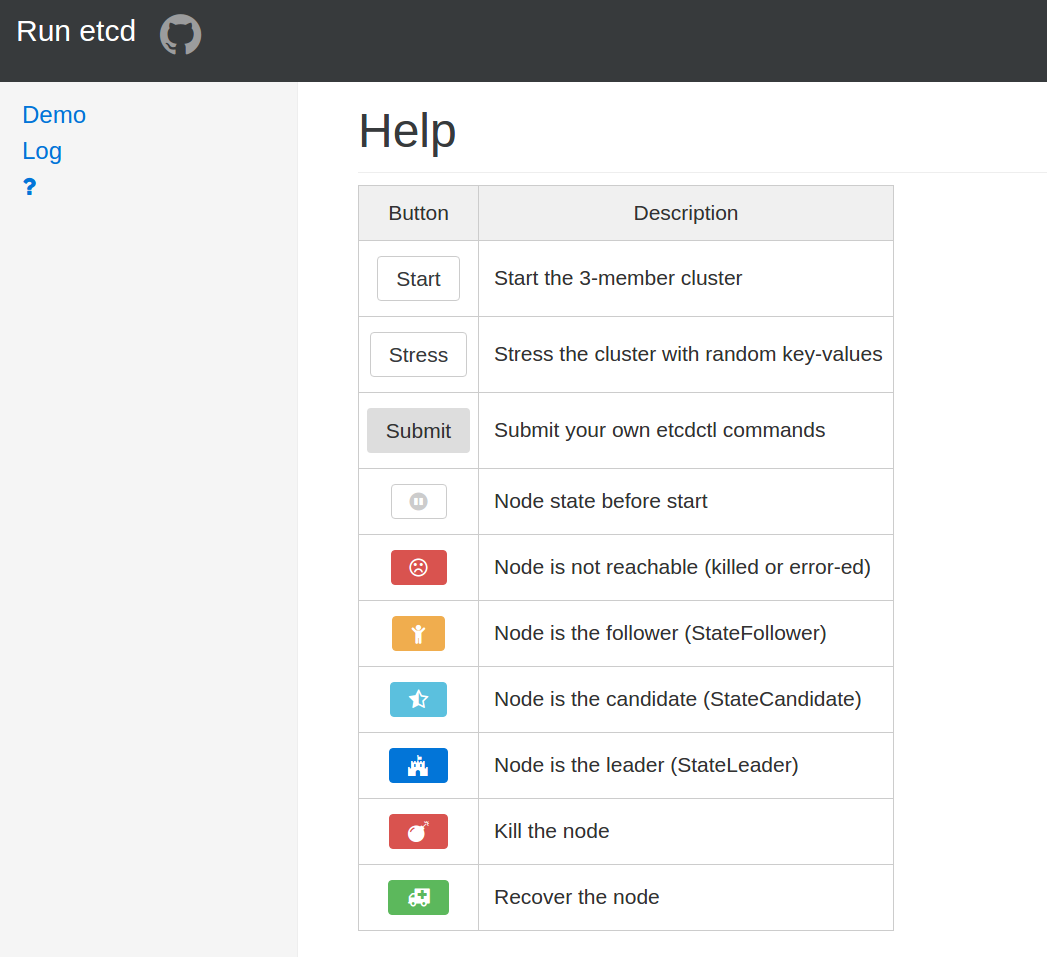 Run etcd
Demo
Log
?
Help
Button Description
Start Start the 3-member cluster
Stress Stress the cluster with random key-values
Submit Submit your own etcdctl commands
Node state before start
Node is not reachable (killed or error-ed)
Node is the follower (StateFollower)
Node is the candidate (StateCandidate)
Node is the leader (StateLeader)
Kill the node
Recover the node